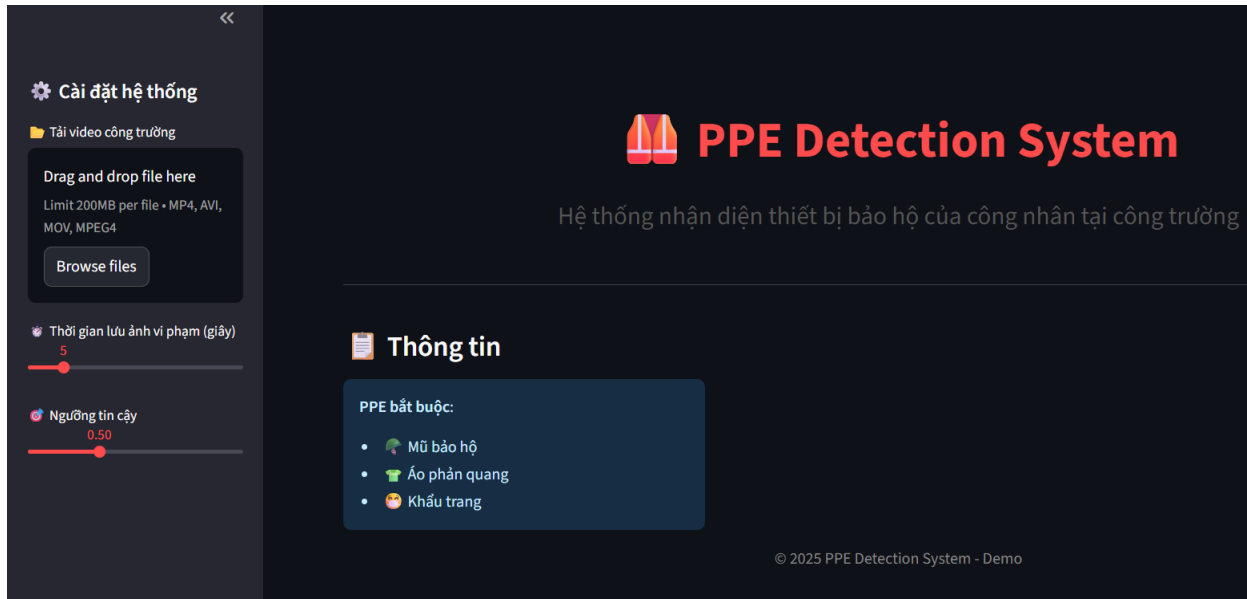 Cài đặt hệ thống
Tải video công trường
Drag and drop file here
Limit 200MB per file • MP4, AVI,
MOV, MPEG4
Browse files
Thời gian lưu ảnh vi phạm (giây)
5
Ngưỡng tin cậy
0.50
PPE Detection System
Hệ thống nhận diện thiết bị bảo hộ của công nhân tại công trường
Thông tin
PPE bắt buộc:
• Mũ bảo hộ
• Áo phản quang
• Khẩu trang
© 2025 PPE Detection System - Demo